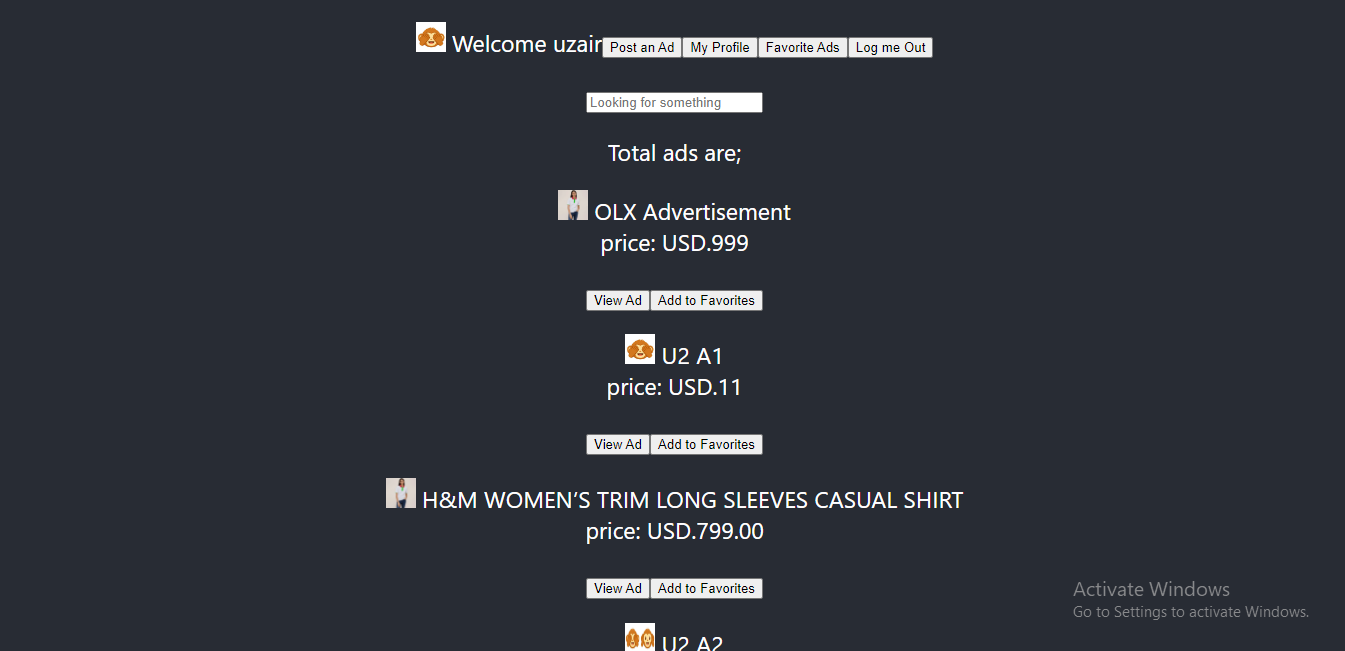 Welcome uzair Post an Ad My Profile Favorite Ads Log me Out
Looking for something
Total ads are;
OLX Advertisement
price: USD.999
View Ad Add to Favorites
U2 A1
price: USD.11
View Ad Add to Favorites
H&M WOMEN’S TRIM LONG SLEEVES CASUAL SHIRT
price: USD.799.00
View Ad Add to Favorites
Activate Windows
Go to Settings to activate Windows.
U2 A2